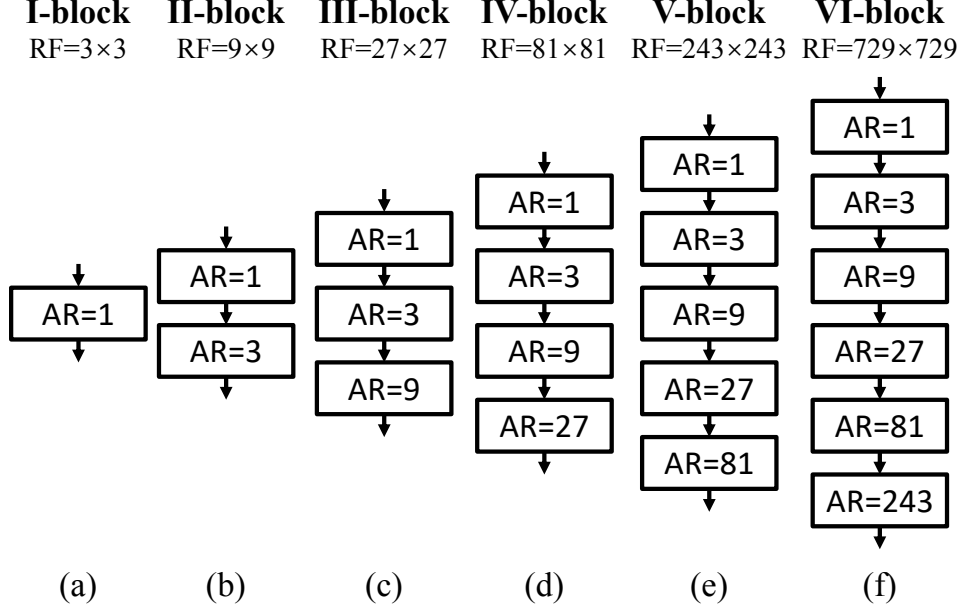 I-block
RF=3×3
AR=1
(a)
II-block
RF=9×9
AR=1
AR=3
(b)
III-block
RF=27×27
AR=1
AR=3
AR=9
(c)
IV-block
RF=81×81
AR=1
AR=3
AR=9
AR=27
(d)
V-block
RF=243×243
AR=1
AR=3
AR=9
AR=27
AR=81
(e)
VI-block
RF=729×729
AR=1
AR=3
AR=9
AR=27
AR=81
AR=243
(f)